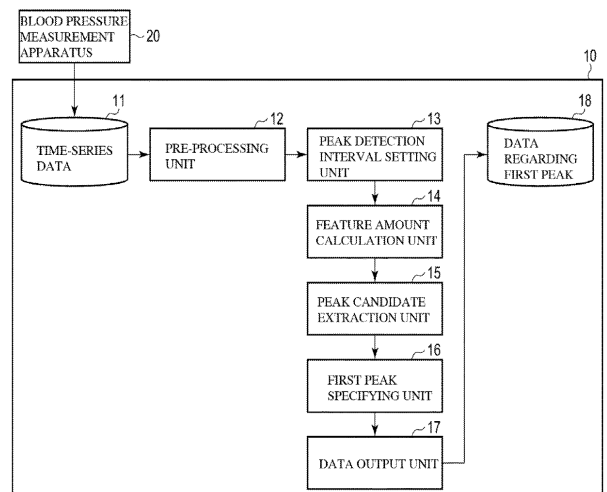 BLOOD PRESSURE
MEASUREMENT
APPARATUS
20
10
11
TIME-SERIES
DATA
12
PRE-PROCESSING
UNIT
13
PEAK DETECTION
INTERVAL SETTING
UNIT
18
DATA
REGARDING
FIRST PEAK
14
FEATURE AMOUNT
CALCULATION UNIT
15
PEAK CANDIDATE
EXTRACTION UNIT
16
FIRST PEAK
SPECIFYING UNIT
17
DATA OUTPUT UNIT